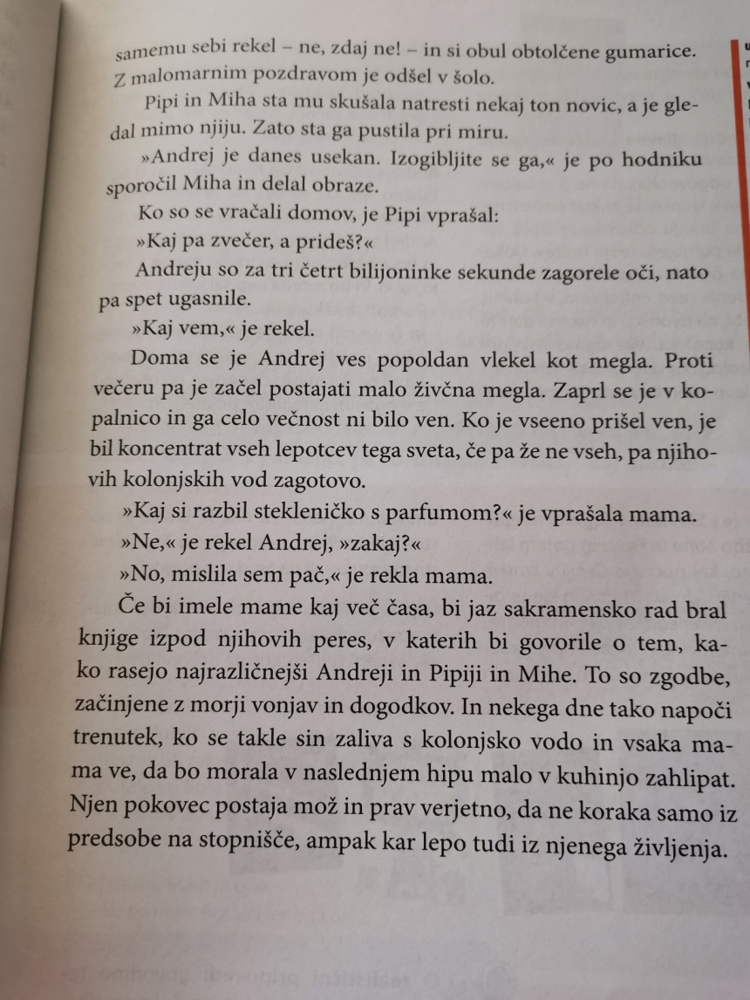 samemu sebi rekel – ne, zdaj ne! – in si obul obtolčene gumarice.
Z malomarnim pozdravom je odšel v šolo.
Pipi in Miha sta mu skušala natresti nekaj ton novic, a je gle-
dal mimo njiju. Zato sta ga pustila pri miru.
»Andrej je danes usekan. Izogibljite se ga,« je po hodniku
sporočil Miha in delal obraze.
Ko so se vračali domov, je Pipi vprašal:
»Kaj pa zvečer, a prideš?«
Andreju so za tri četrt bilijoninke sekunde zagorele oči, nato
pa spet ugasnile.
»Kaj vem,« je rekel.
Doma se je Andrej ves popoldan vlekel kot megla. Proti
večeru pa je začel postajati malo živčna megla. Zaprl se je v ko-
palnico in ga celo večnost ni bilo ven. Ko je vseeno prišel ven, je
bil koncentrat vseh lepotcev tega sveta, če pa že ne vseh, pa njiho-
vih kolonjskih vod zagotovo.
»Kaj si razbil stekleničko s parfumom?« je vprašala mama.
»Ne,« je rekel Andrej, »zakaj?«
»No, mislila sem pač,« je rekla mama.
Če bi imele mame kaj več časa, bi jaz sakramensko rad bral
knjige izpod njihovih peres, v katerih bi govorile o tem, ka-
ko rasejo najrazličnejši Andreji in Pipiji in Mihe. To so zgodbe,
začinjene z morji vonjav in dogodkov. In nekega dne tako napoči
trenutek, ko se takle sin zaliva s kolonjsko vodo in vsaka ma-
ma ve, da bo morala v naslednjem hipu malo v kuhinjo zahlipat.
Njen pokovec postaja mož in prav verjetno, da ne koraka samo iz
predsobe na stopnišče, ampak kar lepo tudi iz njenega življenja.